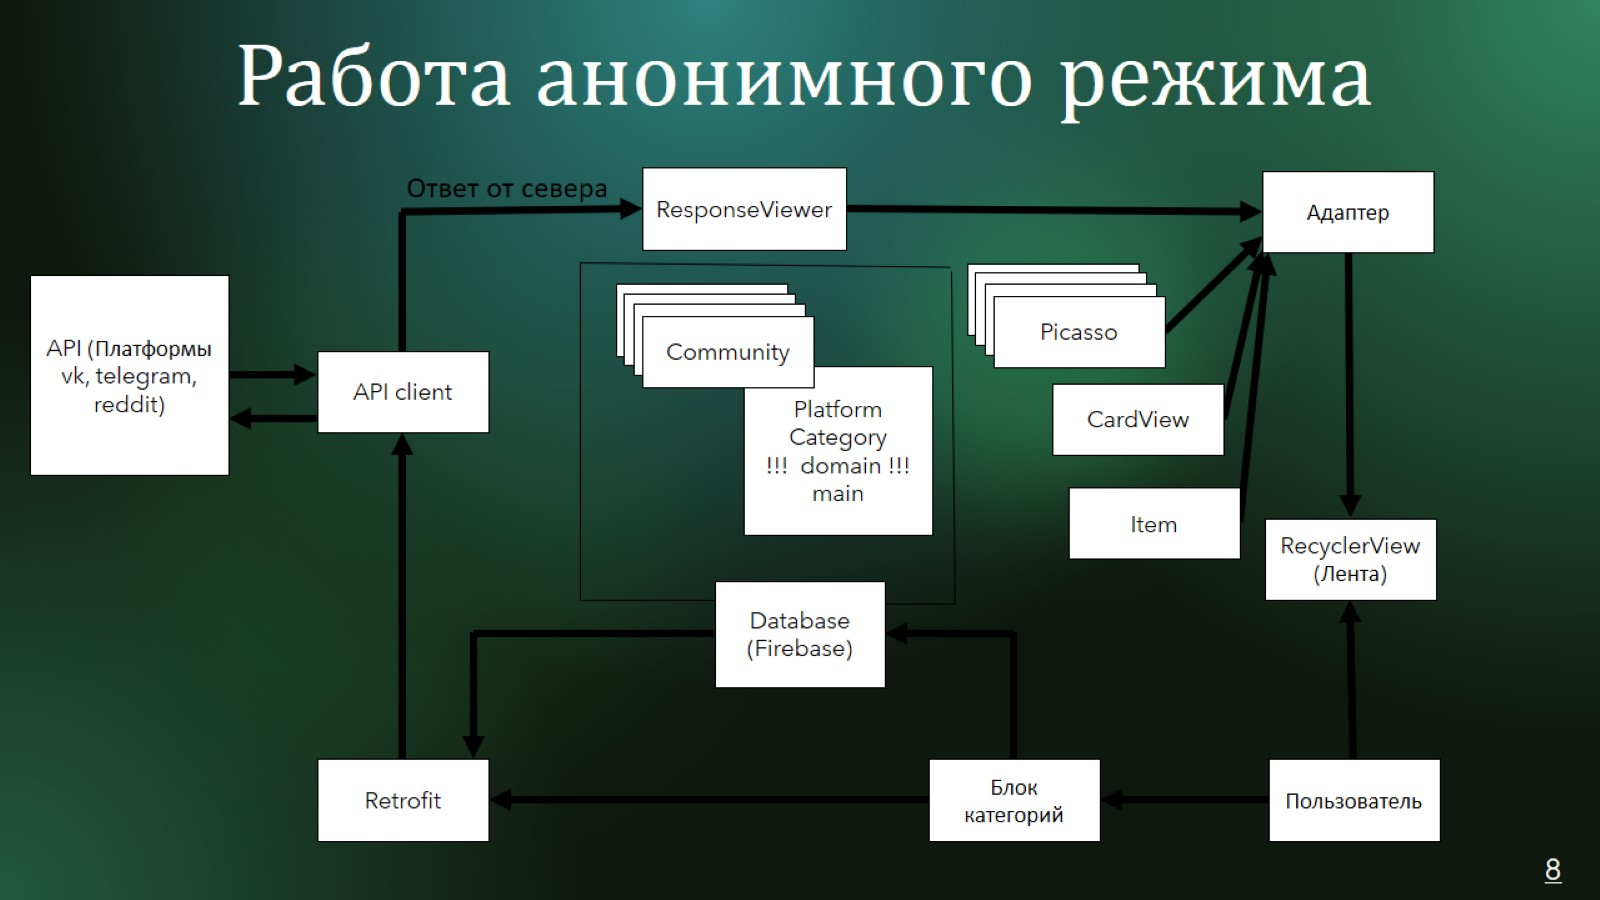 Работа анонимного режима
Ответ от севера
ResponseViewer
Адаптер
API (Платформы
vk, telegram,
reddit)
API client
Community
Platform
Category
!!! domain !!!
main
Picasso
CardView
Item
RecyclerView
(Лента)
Database
(Firebase)
Retrofit
Блок
категорий
Пользователь
8